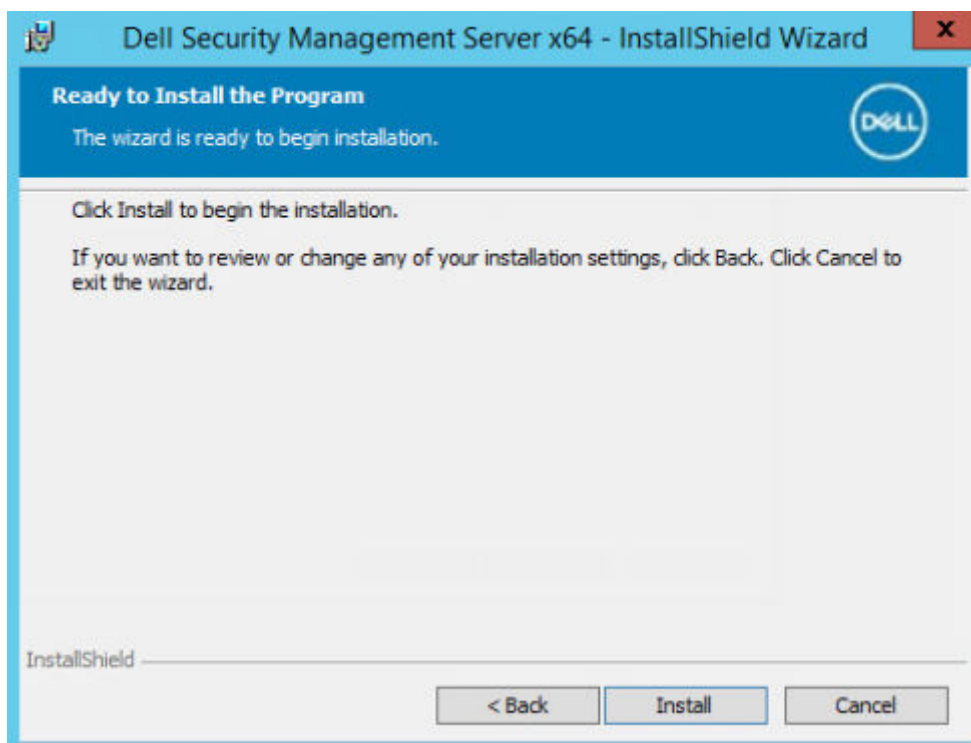 Dell Security Management Server x64 - InstallShield Wizard
x
Ready to Install the Program
The wizard is ready to begin installation.
DELL
Click Install to begin the installation.
If you want to review or change any of your installation settings, click Back. Click Cancel to
exit the wizard.
InstallShield
< Back
Install
Cancel